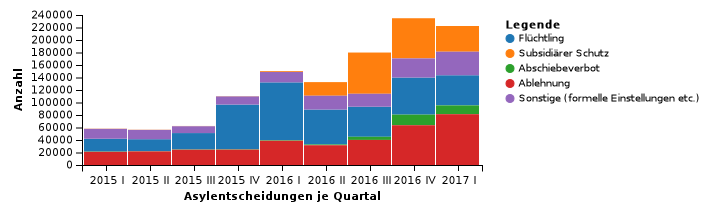 240000
220000
200000
180000
160000
140000
120000
100000
80000
60000
40000
20000
0
Anzahl
2015 I 2015 II 2015 III 2015 IV 2016 I 2016 II 2016 III 2016 IV 2017 I
Asylentscheidungen je Quartal
Legende
Flüchtling
Subsidiärer Schutz
Abschiebeverbot
Ablehnung
Sonstige (formelle Einstellungen etc.)